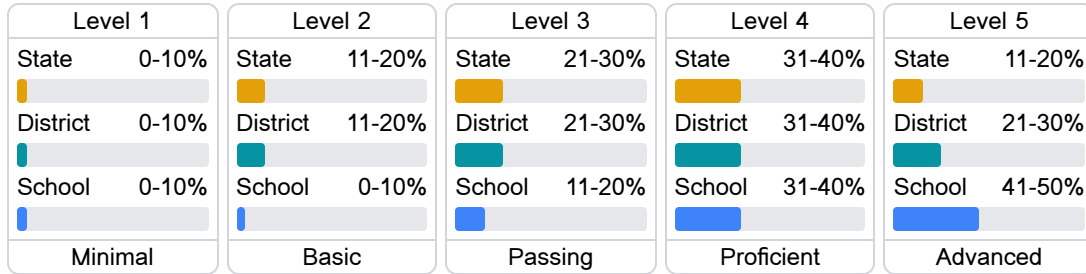 Level 1
State 0-10%
District 0-10%
School 0-10%
Minimal
Level 2
State 11-20%
District 11-20%
School 0-10%
Basic
Level 3
State 21-30%
District 21-30%
School 11-20%
Passing
Level 4
State 31-40%
District 31-40%
School 31-40%
Proficient
Level 5
State 11-20%
District 21-30%
School 41-50%
Advanced